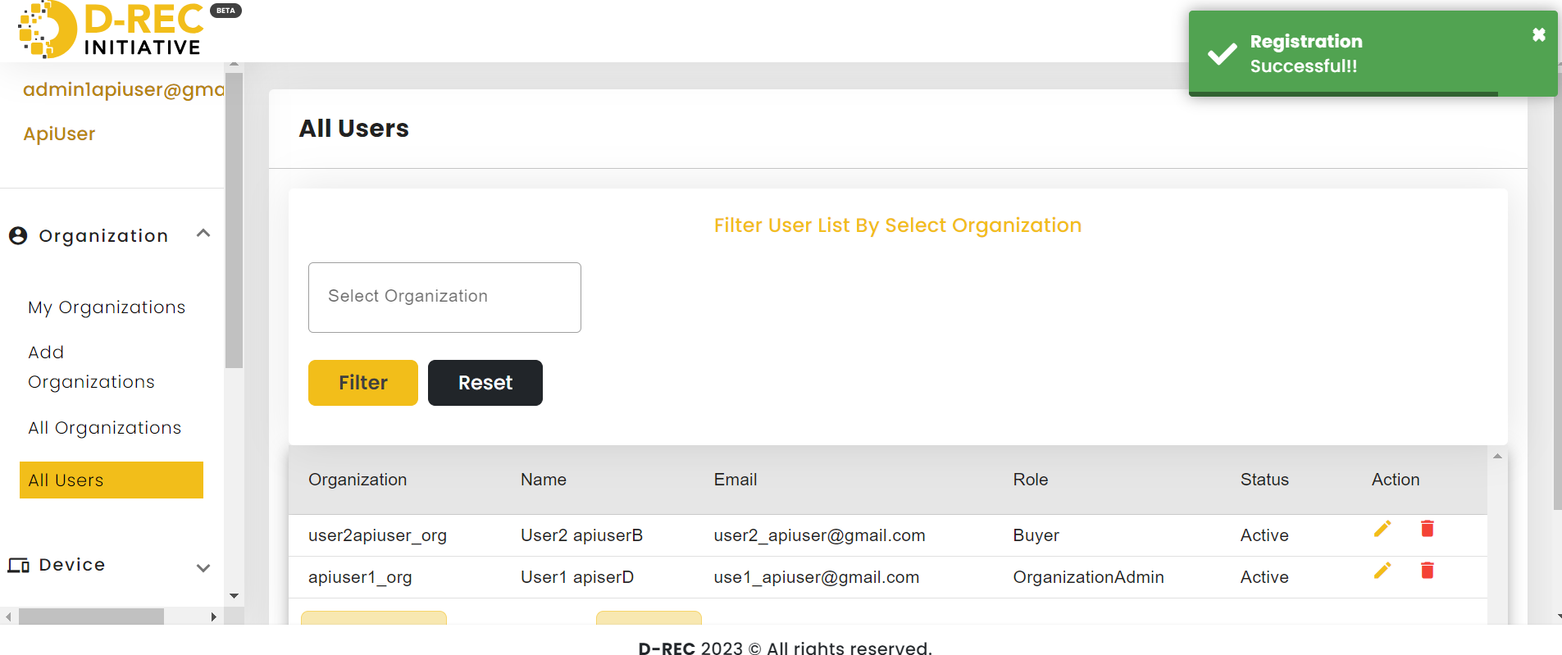 D-REC
INITIATIVE
BETA
Registration
Successful!!
admin1apiuser@gma
ApiUser
Organization
My Organizations
Add
Organizations
All Organizations
All Users
Device
All Users
Filter User List By Select Organization
Select Organization
Filter Reset
Organization Name Email Role Status Action
user2apiuser_org User2 apiuserB user2_apiuser@gmail.com Buyer Active
apiuser1_org User1 apiserD use1_apiuser@gmail.com OrganizationAdmin Active
D-REC 2023 © All rights reserved.